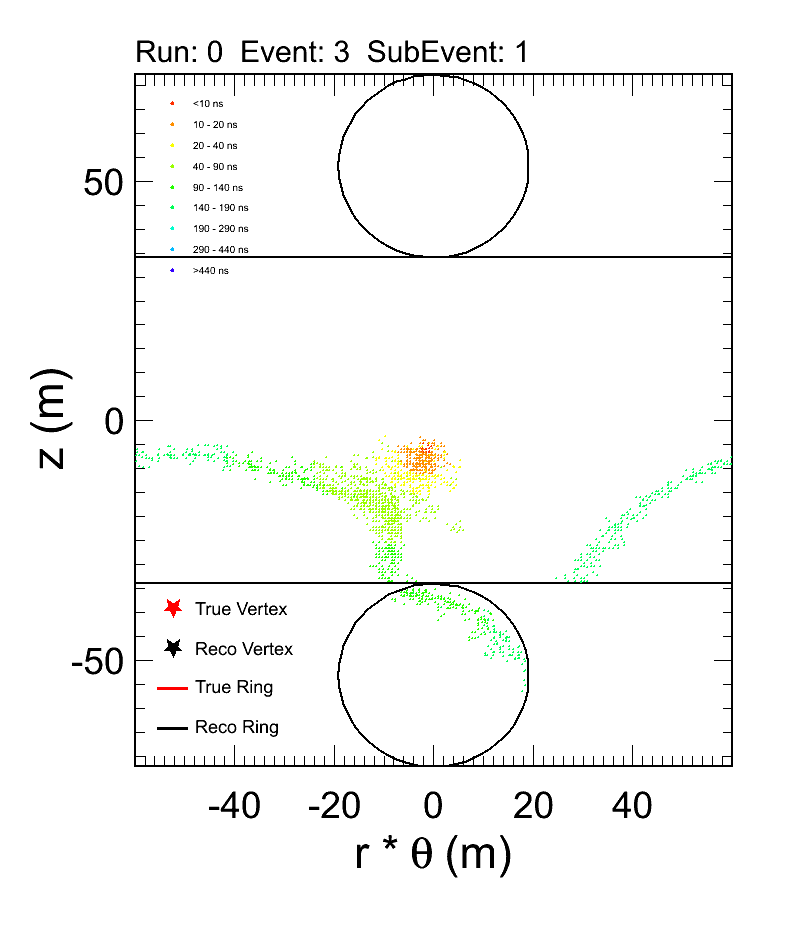 Run: 0  Event: 3  SubEvent: 1
<10 ns
10 - 20 ns
20 - 40 ns
40 - 90 ns
90 - 140 ns
140 - 190 ns
190 - 290 ns
290 - 440 ns
>440 ns
50
0
-50
z (m)
True Vertex
Reco Vertex
True Ring
Reco Ring
-40 -20 0 20 40
r * θ (m)